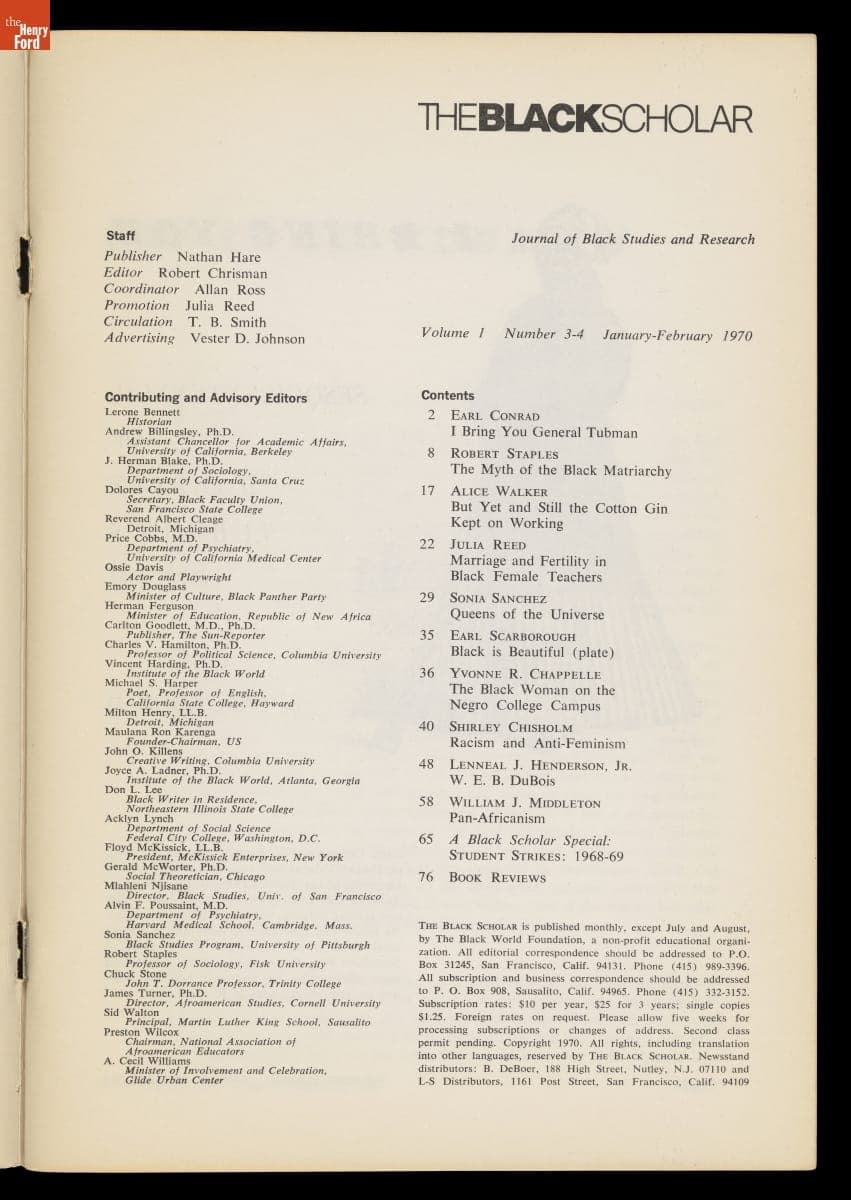 the
Henry
Ford
THEBLACKSCHOLAR
Staff
Publisher Nathan Hare
Editor Robert Chrisman
Coordinator Allan Ross
Promotion Julia Reed
Circulation T. B. Smith
Advertising Vester D. Johnson
Journal of Black Studies and Research
Volume 1 Number 3-4 January-February 1970
Contributing and Advisory Editors
Lerone Bennett
Historian
Andrew Billingsley, Ph.D.
Assistant Chancellor for Academic Affairs,
University of California, Berkeley
J. Herman Blake, Ph.D.
Department of Sociology,
University of California, Santa Cruz
Dolores Cayou
Secretary, Black Faculty Union,
San Francisco State College
Reverend Albert Cleage
Detroit, Michigan
Price Cobbs, M.D.
Department of Psychiatry,
University of California Medical Center
Ossie Davis
Actor and Playwright
Emory Douglass
Minister of Culture, Black Panther Party
Herman Ferguson
Minister of Education, Republic of New Africa
Carlton Goodlett, M.D., Ph.D.
Publisher, The Sun-Reporter
Charles V. Hamilton, Ph.D.
Professor of Political Science, Columbia University
Vincent Harding, Ph.D.
Institute of the Black World
Michael S. Harper
Poet, Professor of English,
California State College, Hayward
Milton Henry, LL.B.
Detroit, Michigan
Maulana Ron Karenga
Founder-Chairman, US
John O. Killens
Creative Writing, Columbia University
Joyce A. Ladner, Ph.D.
Institute of the Black World, Atlanta, Georgia
Don L. Lee
Black Writer in Residence,
Northeastern Illinois State College
Acklyn Lynch
Department of Social Science
Federal City College, Washington, D.C.
Floyd McKissick, LL.B.
President, McKissick Enterprises, New York
Gerald McWorter, Ph.D.
Social Theoretician, Chicago
Mlahleni Njisane
Director, Black Studies, Univ. of San Francisco
Alvin F. Poussaint, M.D.
Department of Psychiatry,
Harvard Medical School, Cambridge, Mass.
Sonia Sanchez
Black Studies Program, University of Pittsburgh
Robert Staples
Professor of Sociology, Fisk University
Chuck Stone
John T. Dorrance Professor, Trinity College
James Turner, Ph.D.
Director, Afroamerican Studies, Cornell University
Sid Walton
Principal, Martin Luther King School, Sausalito
Preston Wilcox
Chairman, National Association of
Afroamerican Educators
A. Cecil Williams
Minister of Involvement and Celebration,
Glide Urban Center
Contents
2 EARL CONRAD
I Bring You General Tubman
8 ROBERT STAPLES
The Myth of the Black Matriarchy
17 ALICE WALKER
But Yet and Still the Cotton Gin
Kept on Working
22 JULIA REED
Marriage and Fertility in
Black Female Teachers
29 SONIA SANCHEZ
Queens of the Universe
35 EARL SCARBOROUGH
Black is Beautiful (plate)
36 YVONNE R. CHAPPELLE
The Black Woman on the
Negro College Campus
40 SHIRLEY CHISHOLM
Racism and Anti-Feminism
48 LENNEAL J. HENDERSON, JR.
W. E. B. DuBois
58 WILLIAM J. MIDDLETON
Pan-Africanism
65 A Black Scholar Special:
STUDENT STRIKES: 1968-69
76 BOOK REVIEWS
THE BLACK SCHOLAR is published monthly, except July and August,
by The Black World Foundation, a non-profit educational organi-
zation. All editorial correspondence should be addressed to P.O.
Box 31245, San Francisco, Calif. 94131. Phone (415) 989-3396.
All subscription and business correspondence should be addressed
to P. O. Box 908, Sausalito, Calif. 94965. Phone (415) 332-3152.
Subscription rates: $10 per year, $25 for 3 years; single copies
$1.25. Foreign rates on request. Please allow five weeks for
processing subscriptions or changes of address. Second class
permit pending. Copyright 1970. All rights, including translation
into other languages, reserved by THE BLACK SCHOLAR. Newsstand
distributors: B. DeBoer, 188 High Street, Nutley, N.J. 07110 and
L-S Distributors, 1161 Post Street, San Francisco, Calif. 94109